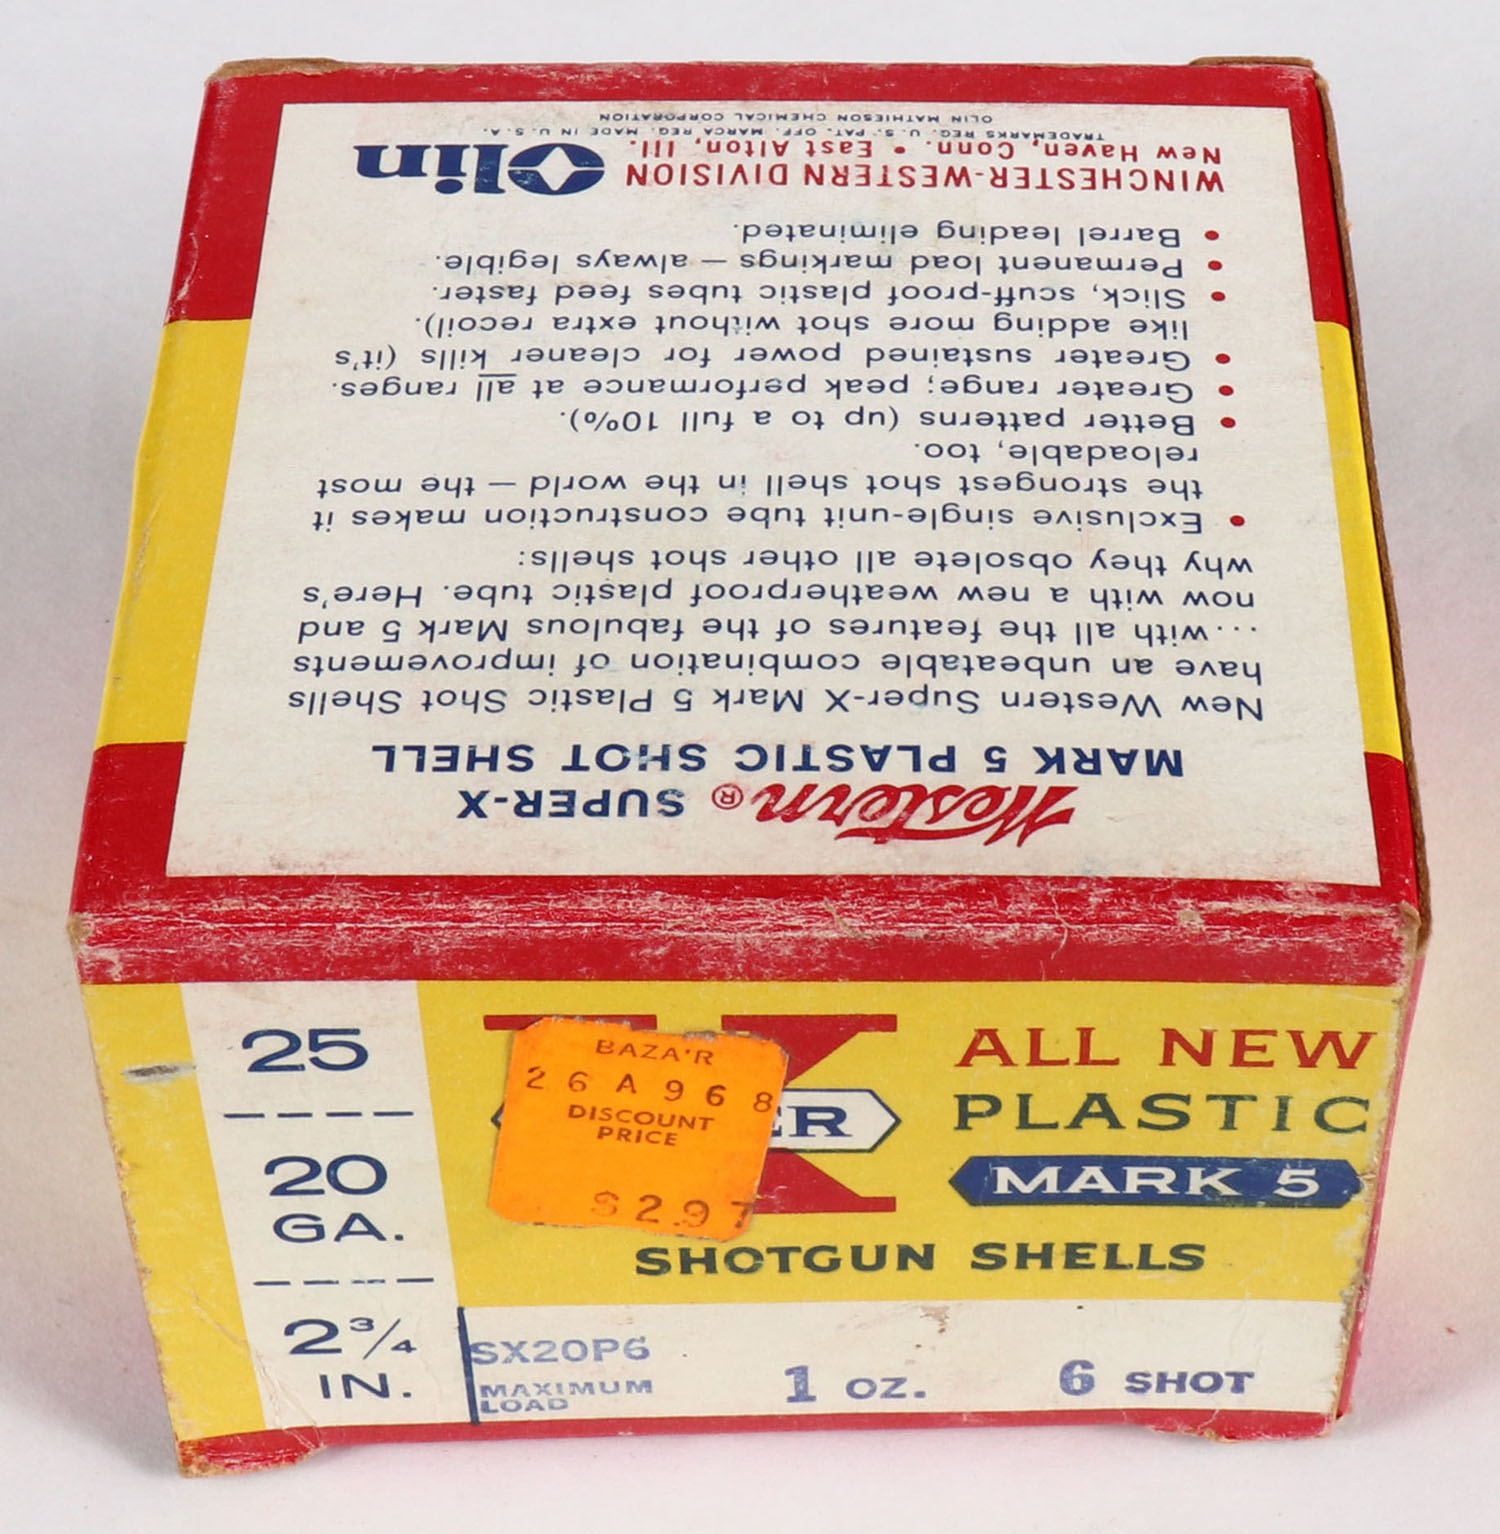 Western ® SUPER-X
MARK 5 PLASTIC SHOT SHELL
New Western Super-X Mark 5 Plastic Shot Shells
have an unbeatable combination of improvements
...with all the features of the fabulous Mark 5 and
now with a new weatherproof plastic tube. Here's
why they obsolete all other shot shells:
• Exclusive single-unit tube construction makes it
the strongest shot shell in the world — the most
reloadable, too.
• Better patterns (up to a full 10%).
• Greater range; peak performance at all ranges.
• Greater sustained power for cleaner kills (it's
like adding more shot without extra recoil).
• Slick, scuff-proof plastic tubes feed faster.
• Permanent load markings — always legible.
• Barrel leading eliminated.
WINCHESTER-WESTERN DIVISION
New Haven, Conn. • East Alton, Ill.
Olin
TRADEMARKS REG. U. S. PAT. OFF. MARCA REG. MADE IN U. S. A.
OLIN MATHIESON CHEMICAL CORPORATION
25
20
GA.
2 3/4
IN.
BAZA'R
26A968
DISCOUNT
PRICE
$2.97
X
ER
ALL NEW
PLASTIC
MARK 5
SHOTGUN SHELLS
SX20P6
MAXIMUM
LOAD
1 OZ.
6 SHOT